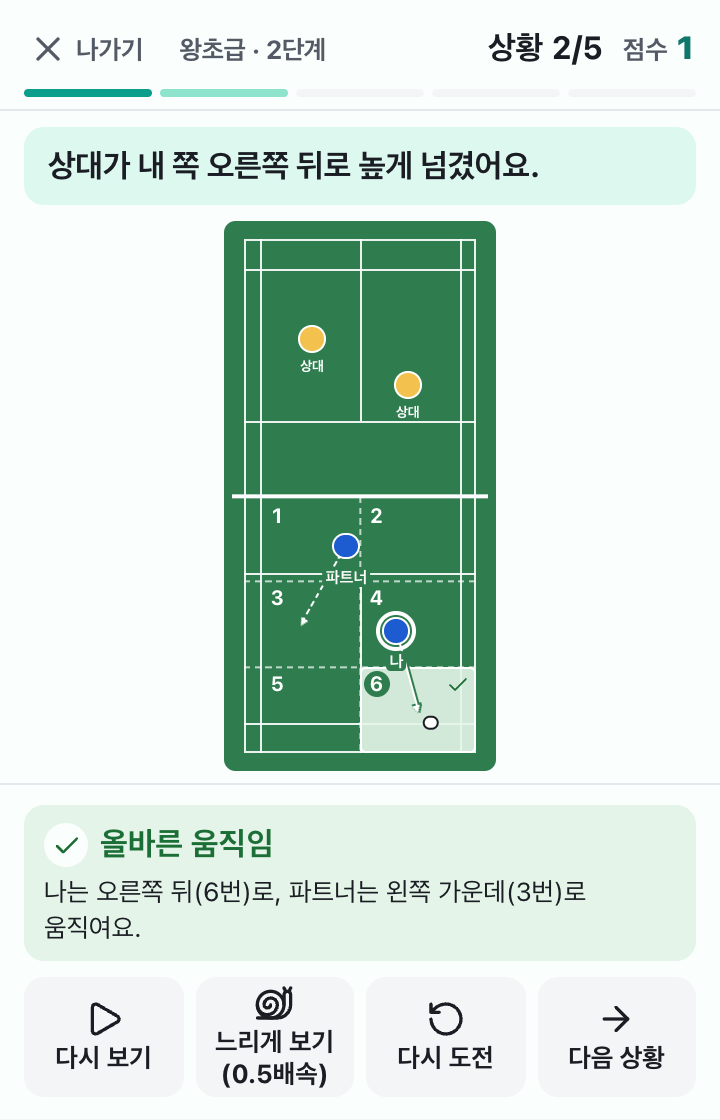 나가기 왕초급 · 2단계 상황 2/5 점수 1
상대가 내 쪽 오른쪽 뒤로 높게 넘겼어요.
상대
상대
1 2
파트너
3 4
나
5 6
올바른 움직임
나는 오른쪽 뒤(6번)로, 파트너는 왼쪽 가운데(3번)로
움직여요.
다시 보기
느리게 보기
(0.5배속)
다시 도전
다음 상황